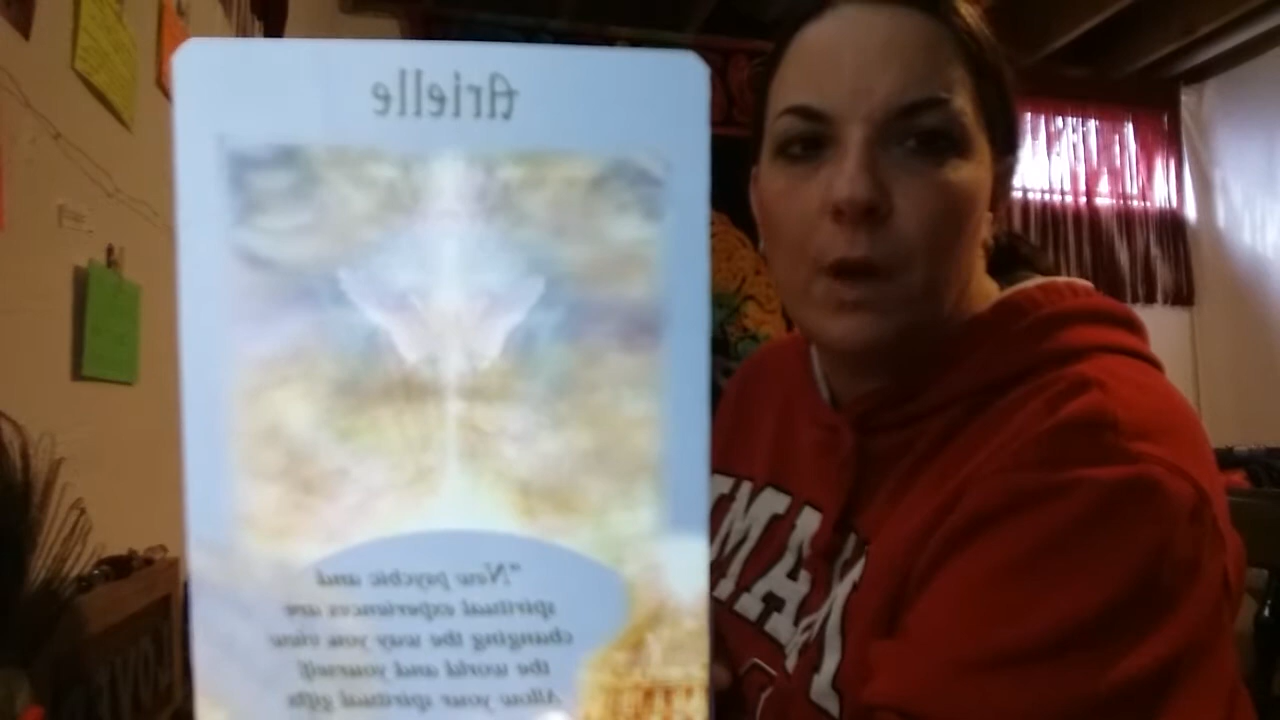 Arielle
"New psychic and
spiritual experiences are
changing the way you view
the world and yourself
Allow your spiritual gifts